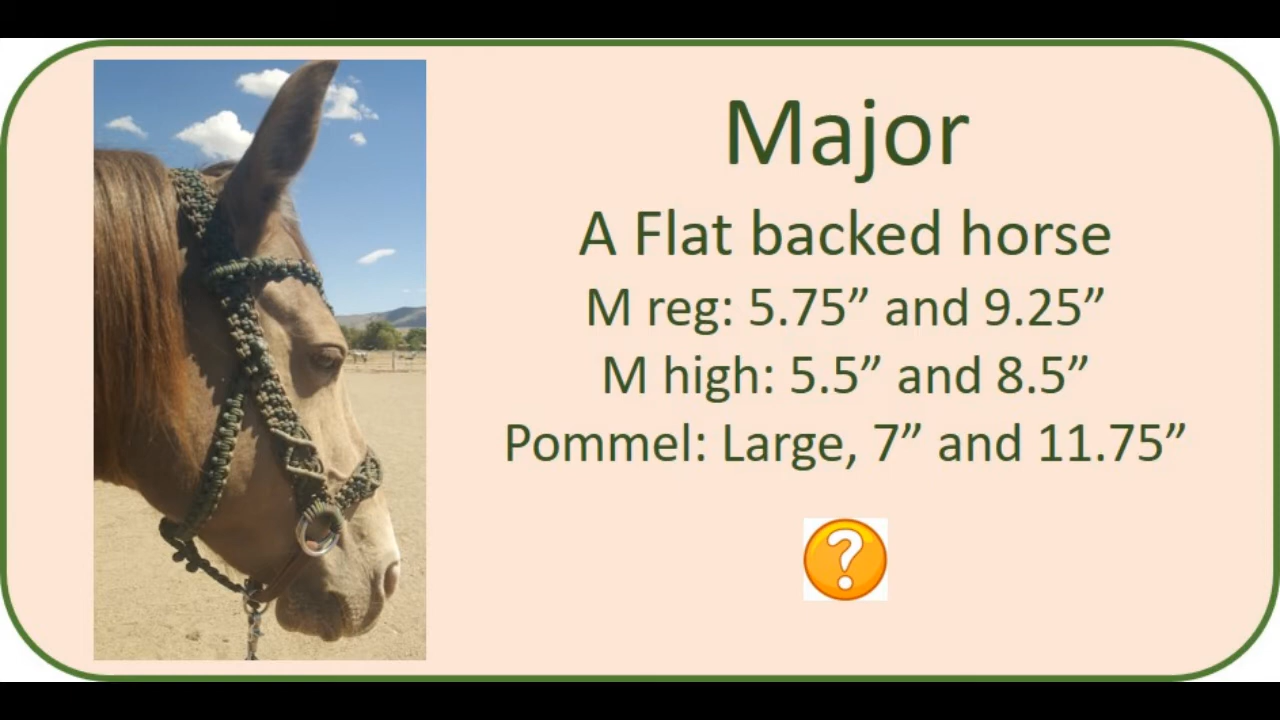 Major
A Flat backed horse
M reg: 5.75” and 9.25”
M high: 5.5” and 8.5”
Pommel: Large, 7” and 11.75”
?